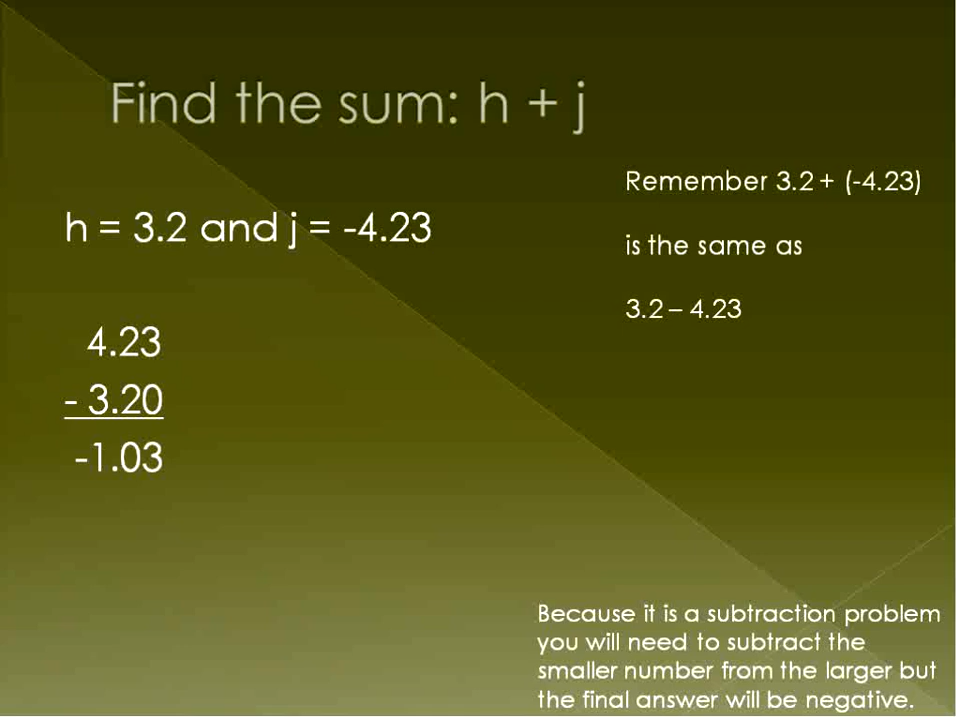 Find the sum: h + j
h = 3.2 and j = -4.23
4.23
- 3.20
-1.03
Remember 3.2 + (-4.23)
is the same as
3.2 – 4.23
Because it is a subtraction problem
you will need to subtract the
smaller number from the larger but
the final answer will be negative.